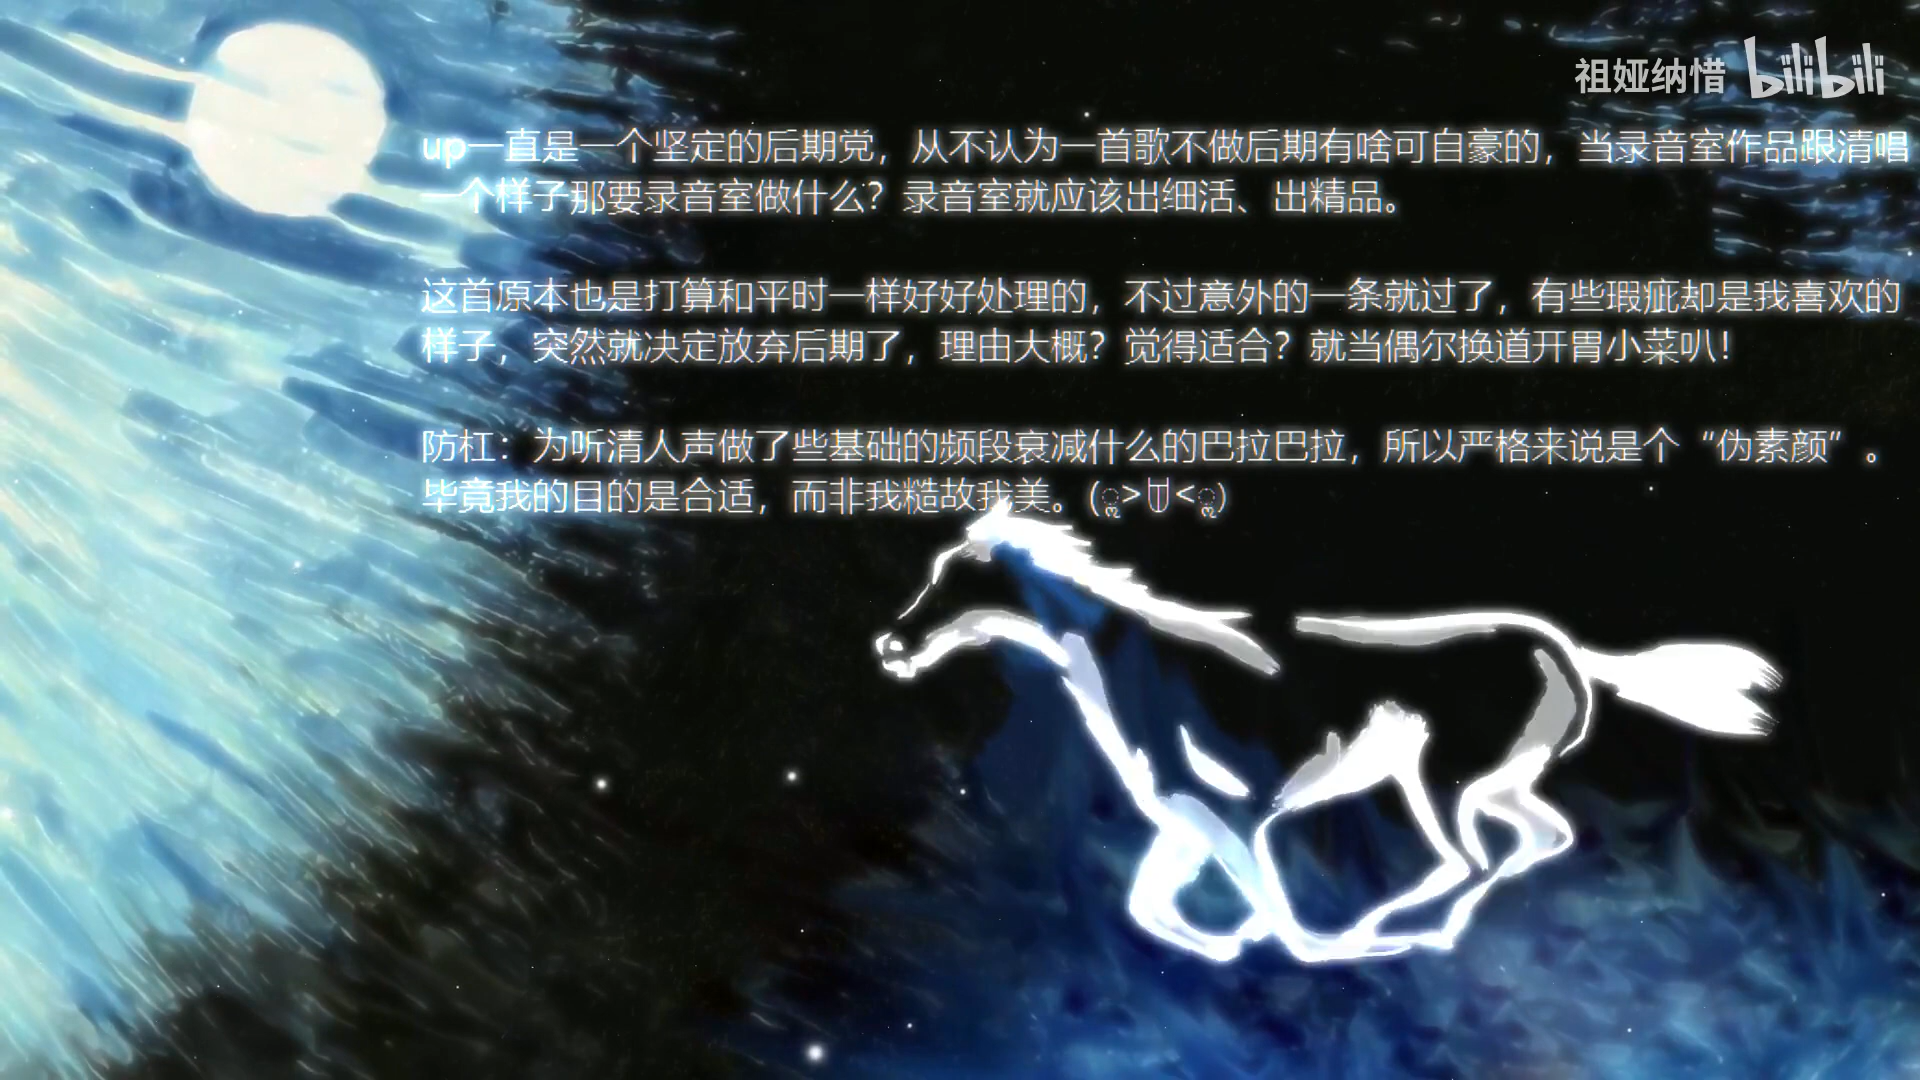 祖娅纳惜 bilibili
up一直是一个坚定的后期党，从不认为一首歌不做后期有啥可自豪的，当录音室作品跟清唱
一个样子那要录音室做什么？录音室就应该出细活、出精品。
这首原本也是打算和平时一样好好处理的，不过意外的一条就过了，有些瑕疵却是我喜欢的
样子，突然就决定放弃后期了，理由大概？觉得适合？就当偶尔换道开胃小菜叭！
防杠：为听清人声做了些基础的频段衰减什么的巴拉巴拉，所以严格来说是个“伪素颜”。
毕竟我的目的是合适，而非我糙故我美。(ૢ˃ꌂ˂ૢ)